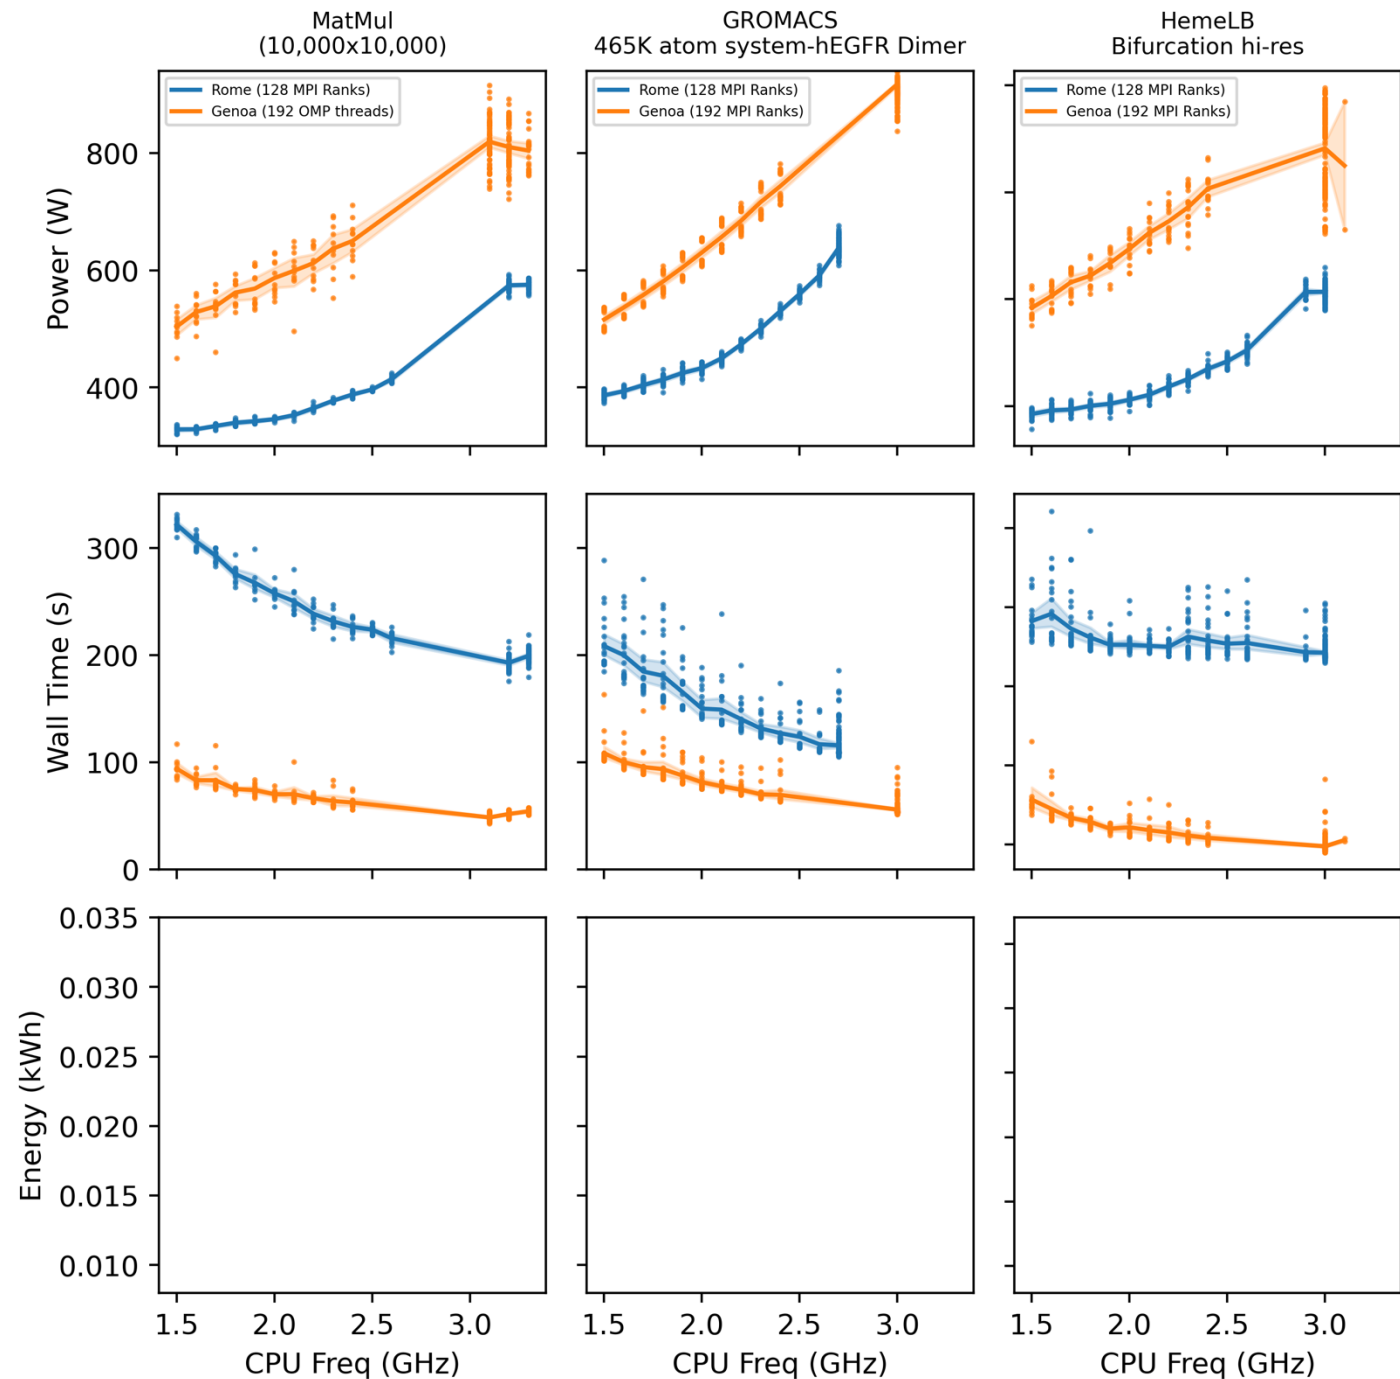 MatMul
(10,000x10,000)
GROMACS
465K atom system-hEGFR Dimer
HemeLB
Bifurcation hi-res
Rome (128 MPI Ranks)
Genoa (192 OMP threads)
Rome (128 MPI Ranks)
Genoa (192 MPI Ranks)
Rome (128 MPI Ranks)
Genoa (192 MPI Ranks)
Power (W)
800
600
400
Wall Time (s)
300
200
100
0
Energy (kWh)
0.035
0.030
0.025
0.020
0.015
0.010
1.5 2.0 2.5 3.0
CPU Freq (GHz)
1.5 2.0 2.5 3.0
CPU Freq (GHz)
1.5 2.0 2.5 3.0
CPU Freq (GHz)